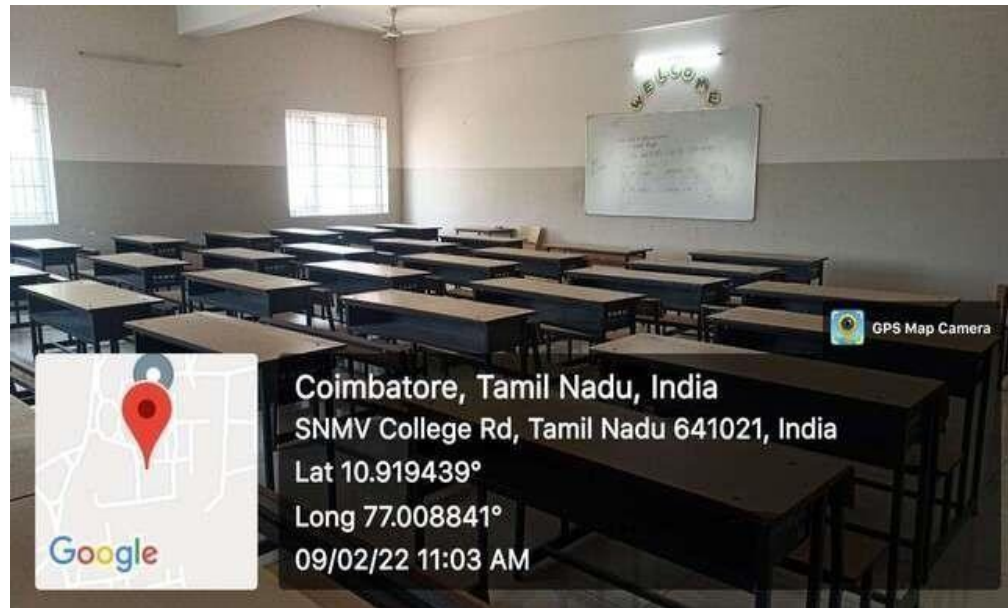 WELCOME
GPS Map Camera
Coimbatore, Tamil Nadu, India
SNMV College Rd, Tamil Nadu 641021, India
Lat 10.919439°
Long 77.008841°
09/02/22 11:03 AM
Google